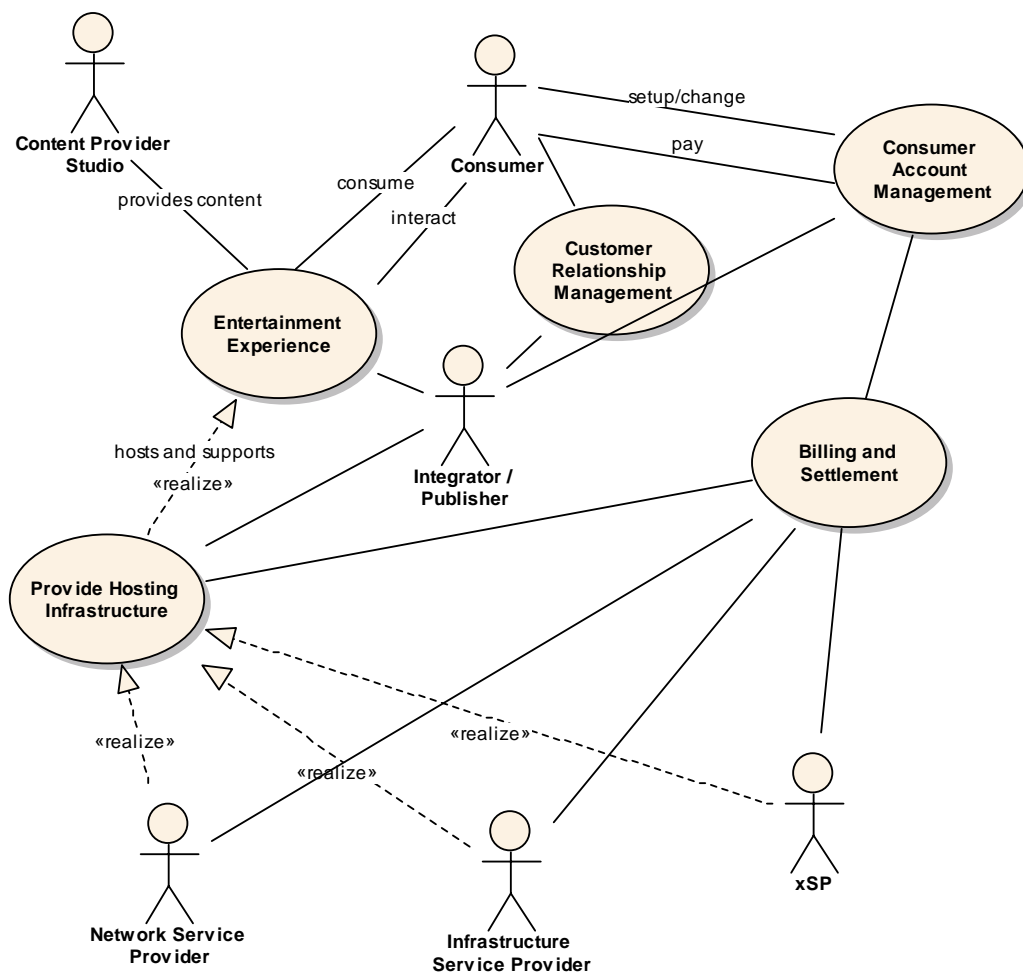 Content Provider
Studio
Consumer
setup/change
pay
Consumer
Account
Management
provides content
consume
interact
Customer
Relationship
Management
Entertainment
Experience
Integrator /
Publisher
hosts and supports
«realize»
Billing and
Settlement
Provide Hosting
Infrastructure
«realize»
«realize»
«realize»
Network Service
Provider
Infrastructure
Service Provider
xSP